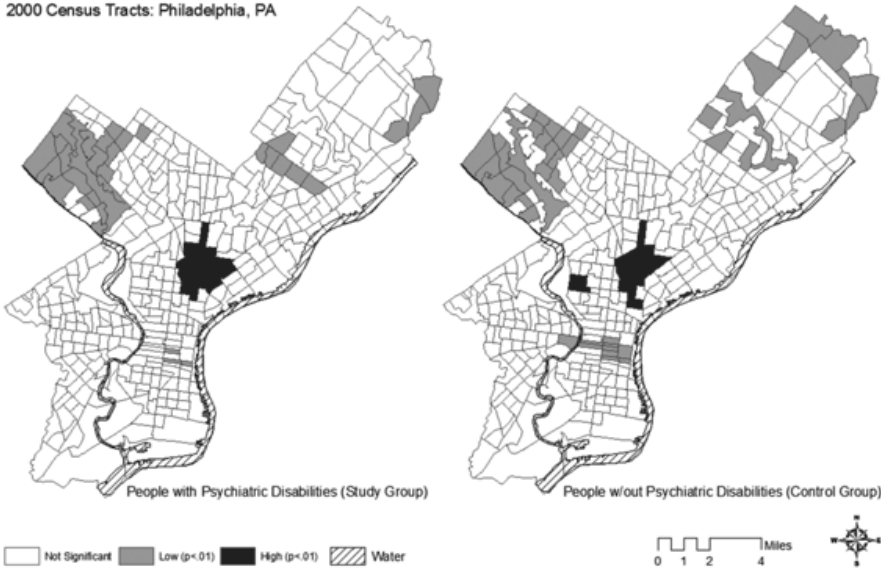 2000 Census Tracts: Philadelphia, PA
People with Psychiatric Disabilities (Study Group)
People w/out Psychiatric Disabilities (Control Group)
Not Significant
Low (p<.01)
High (p<.01)
Water
Miles
0 1 2 4
N
W E
S